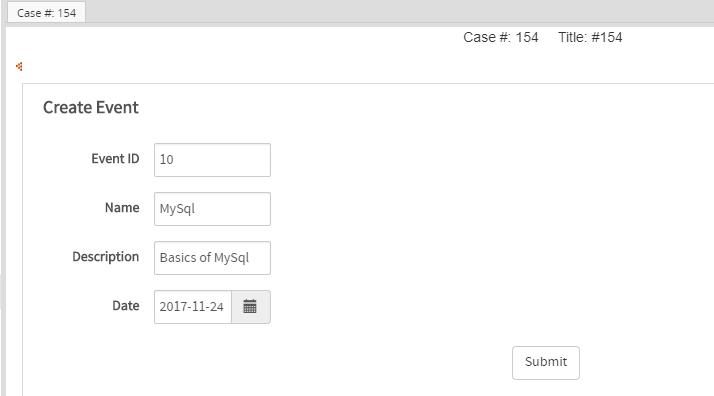 Case #: 154
Case #: 154 Title: #154
Create Event
Event ID 10
Name MySql
Description Basics of MySql
Date 2017-11-24
Submit